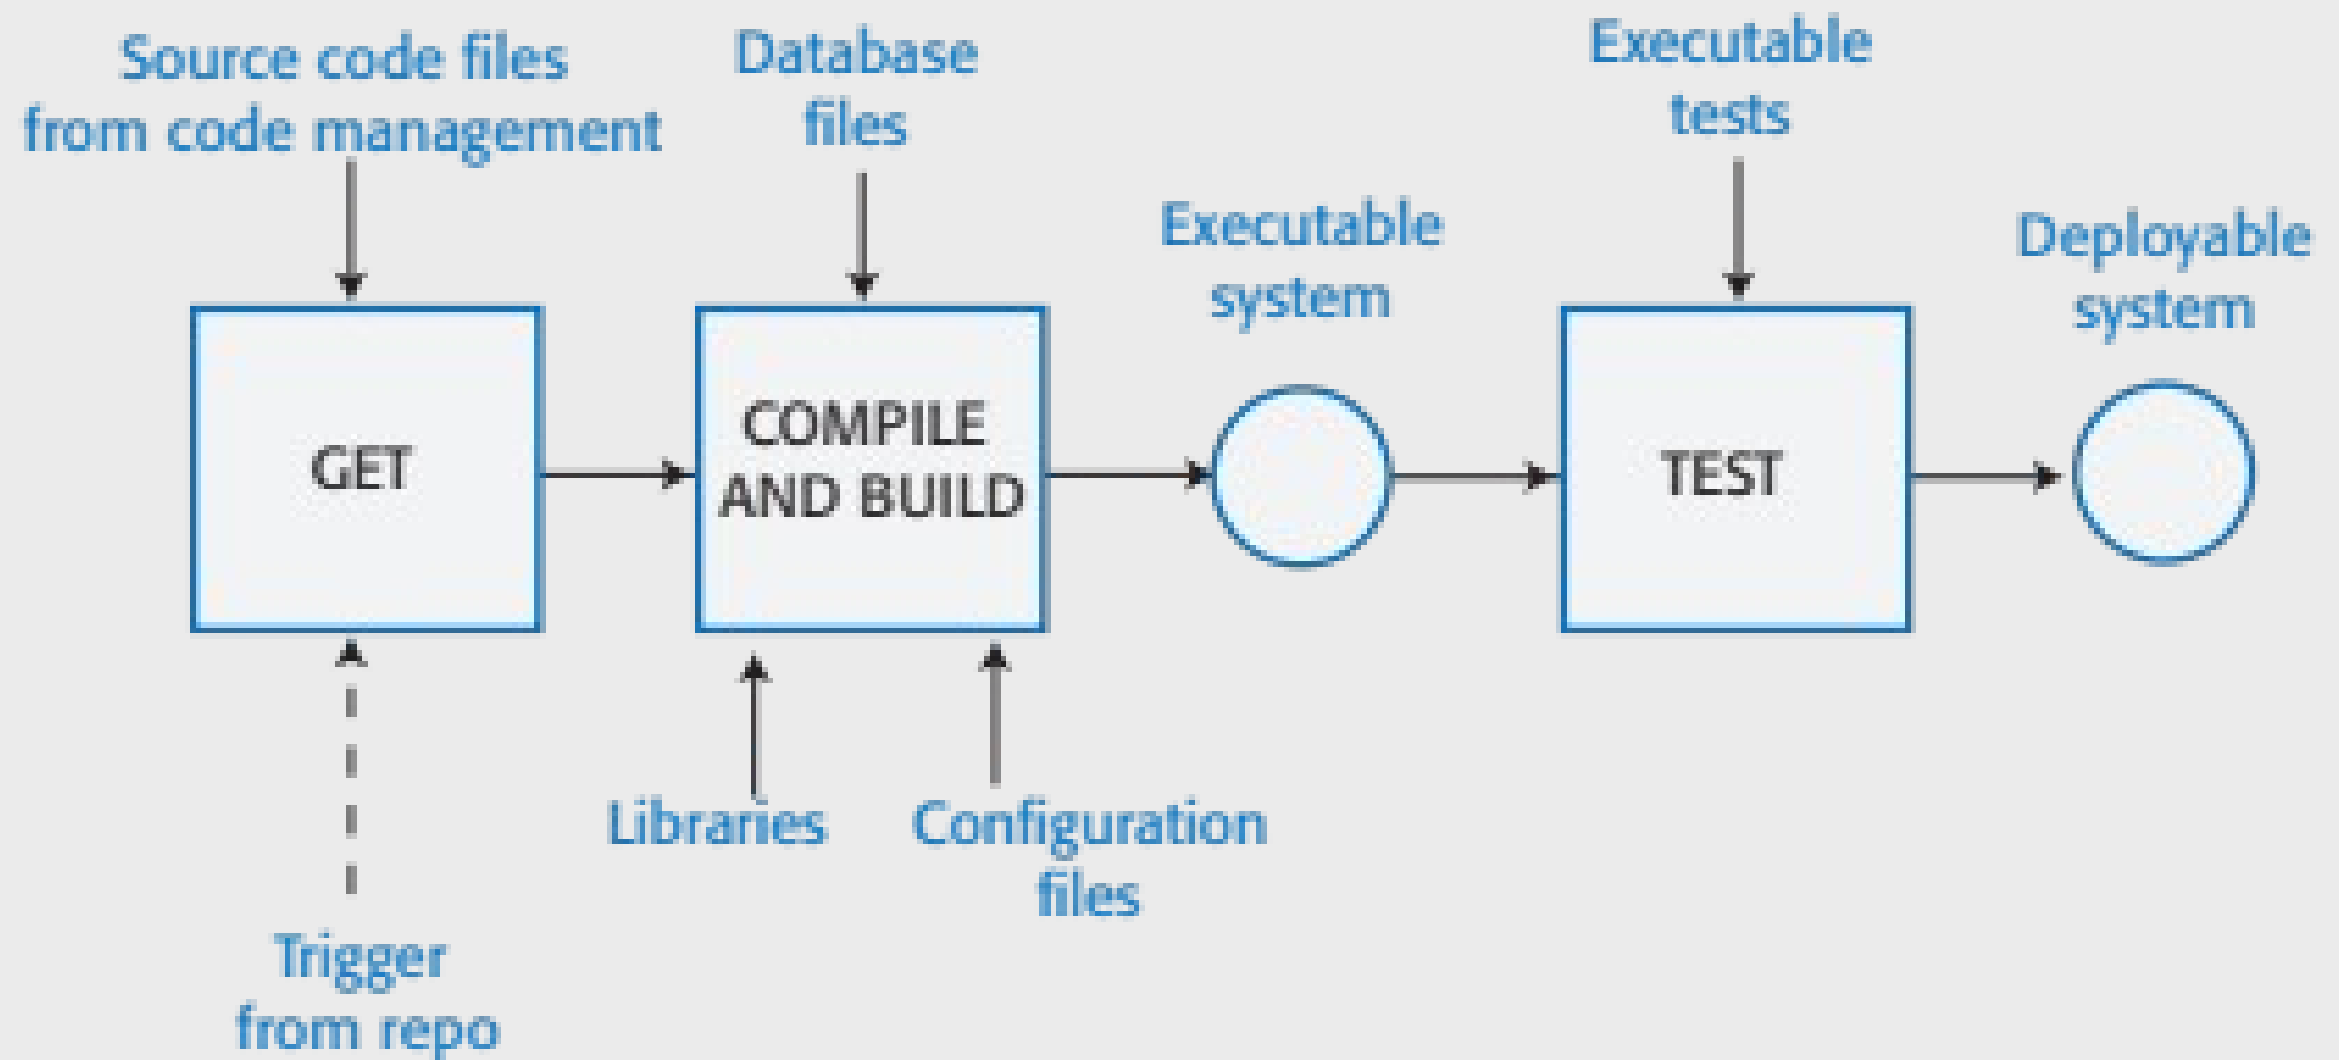 Source code files
from code management
Database
files
Executable
tests
Executable
system
Deployable
system
GET
COMPILE
AND BUILD
TEST
Libraries
Configuration
files
Trigger
from repo